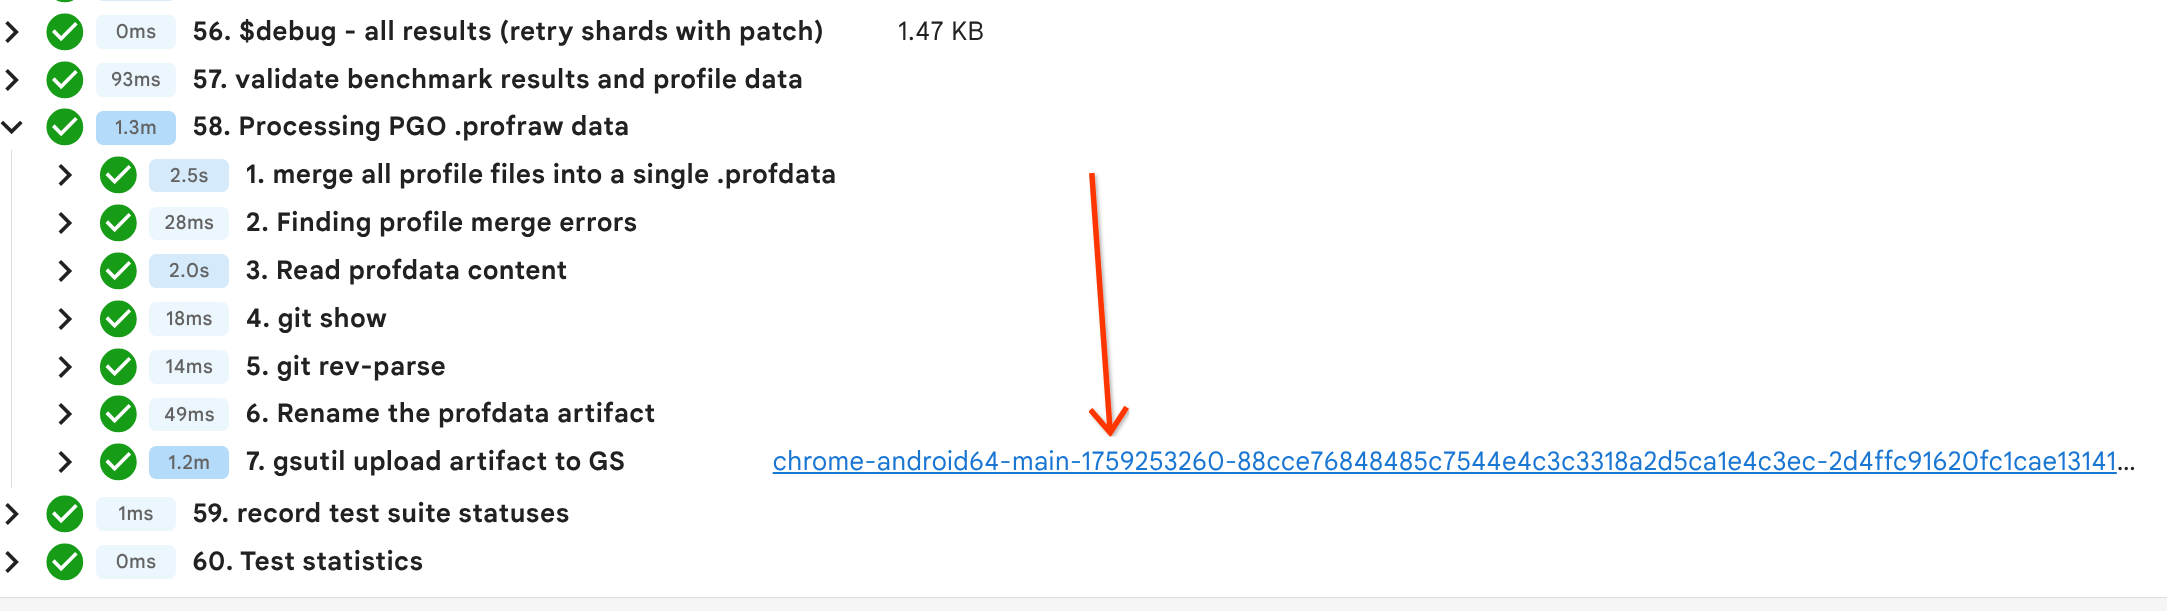 0ms 56. $debug - all results (retry shards with patch) 1.47 KB
93ms 57. validate benchmark results and profile data
1.3m 58. Processing PGO .profraw data
2.5s 1. merge all profile files into a single .profdata
28ms 2. Finding profile merge errors
2.0s 3. Read profdata content
18ms 4. git show
14ms 5. git rev-parse
49ms 6. Rename the profdata artifact
1.2m 7. gsutil upload artifact to GS chrome-android64-main-1759253260-88cce76848485c7544e4c3c3318a2d5ca1e4c3ec-2d4ffc91620fc1cae13141...
1ms 59. record test suite statuses
0ms 60. Test statistics